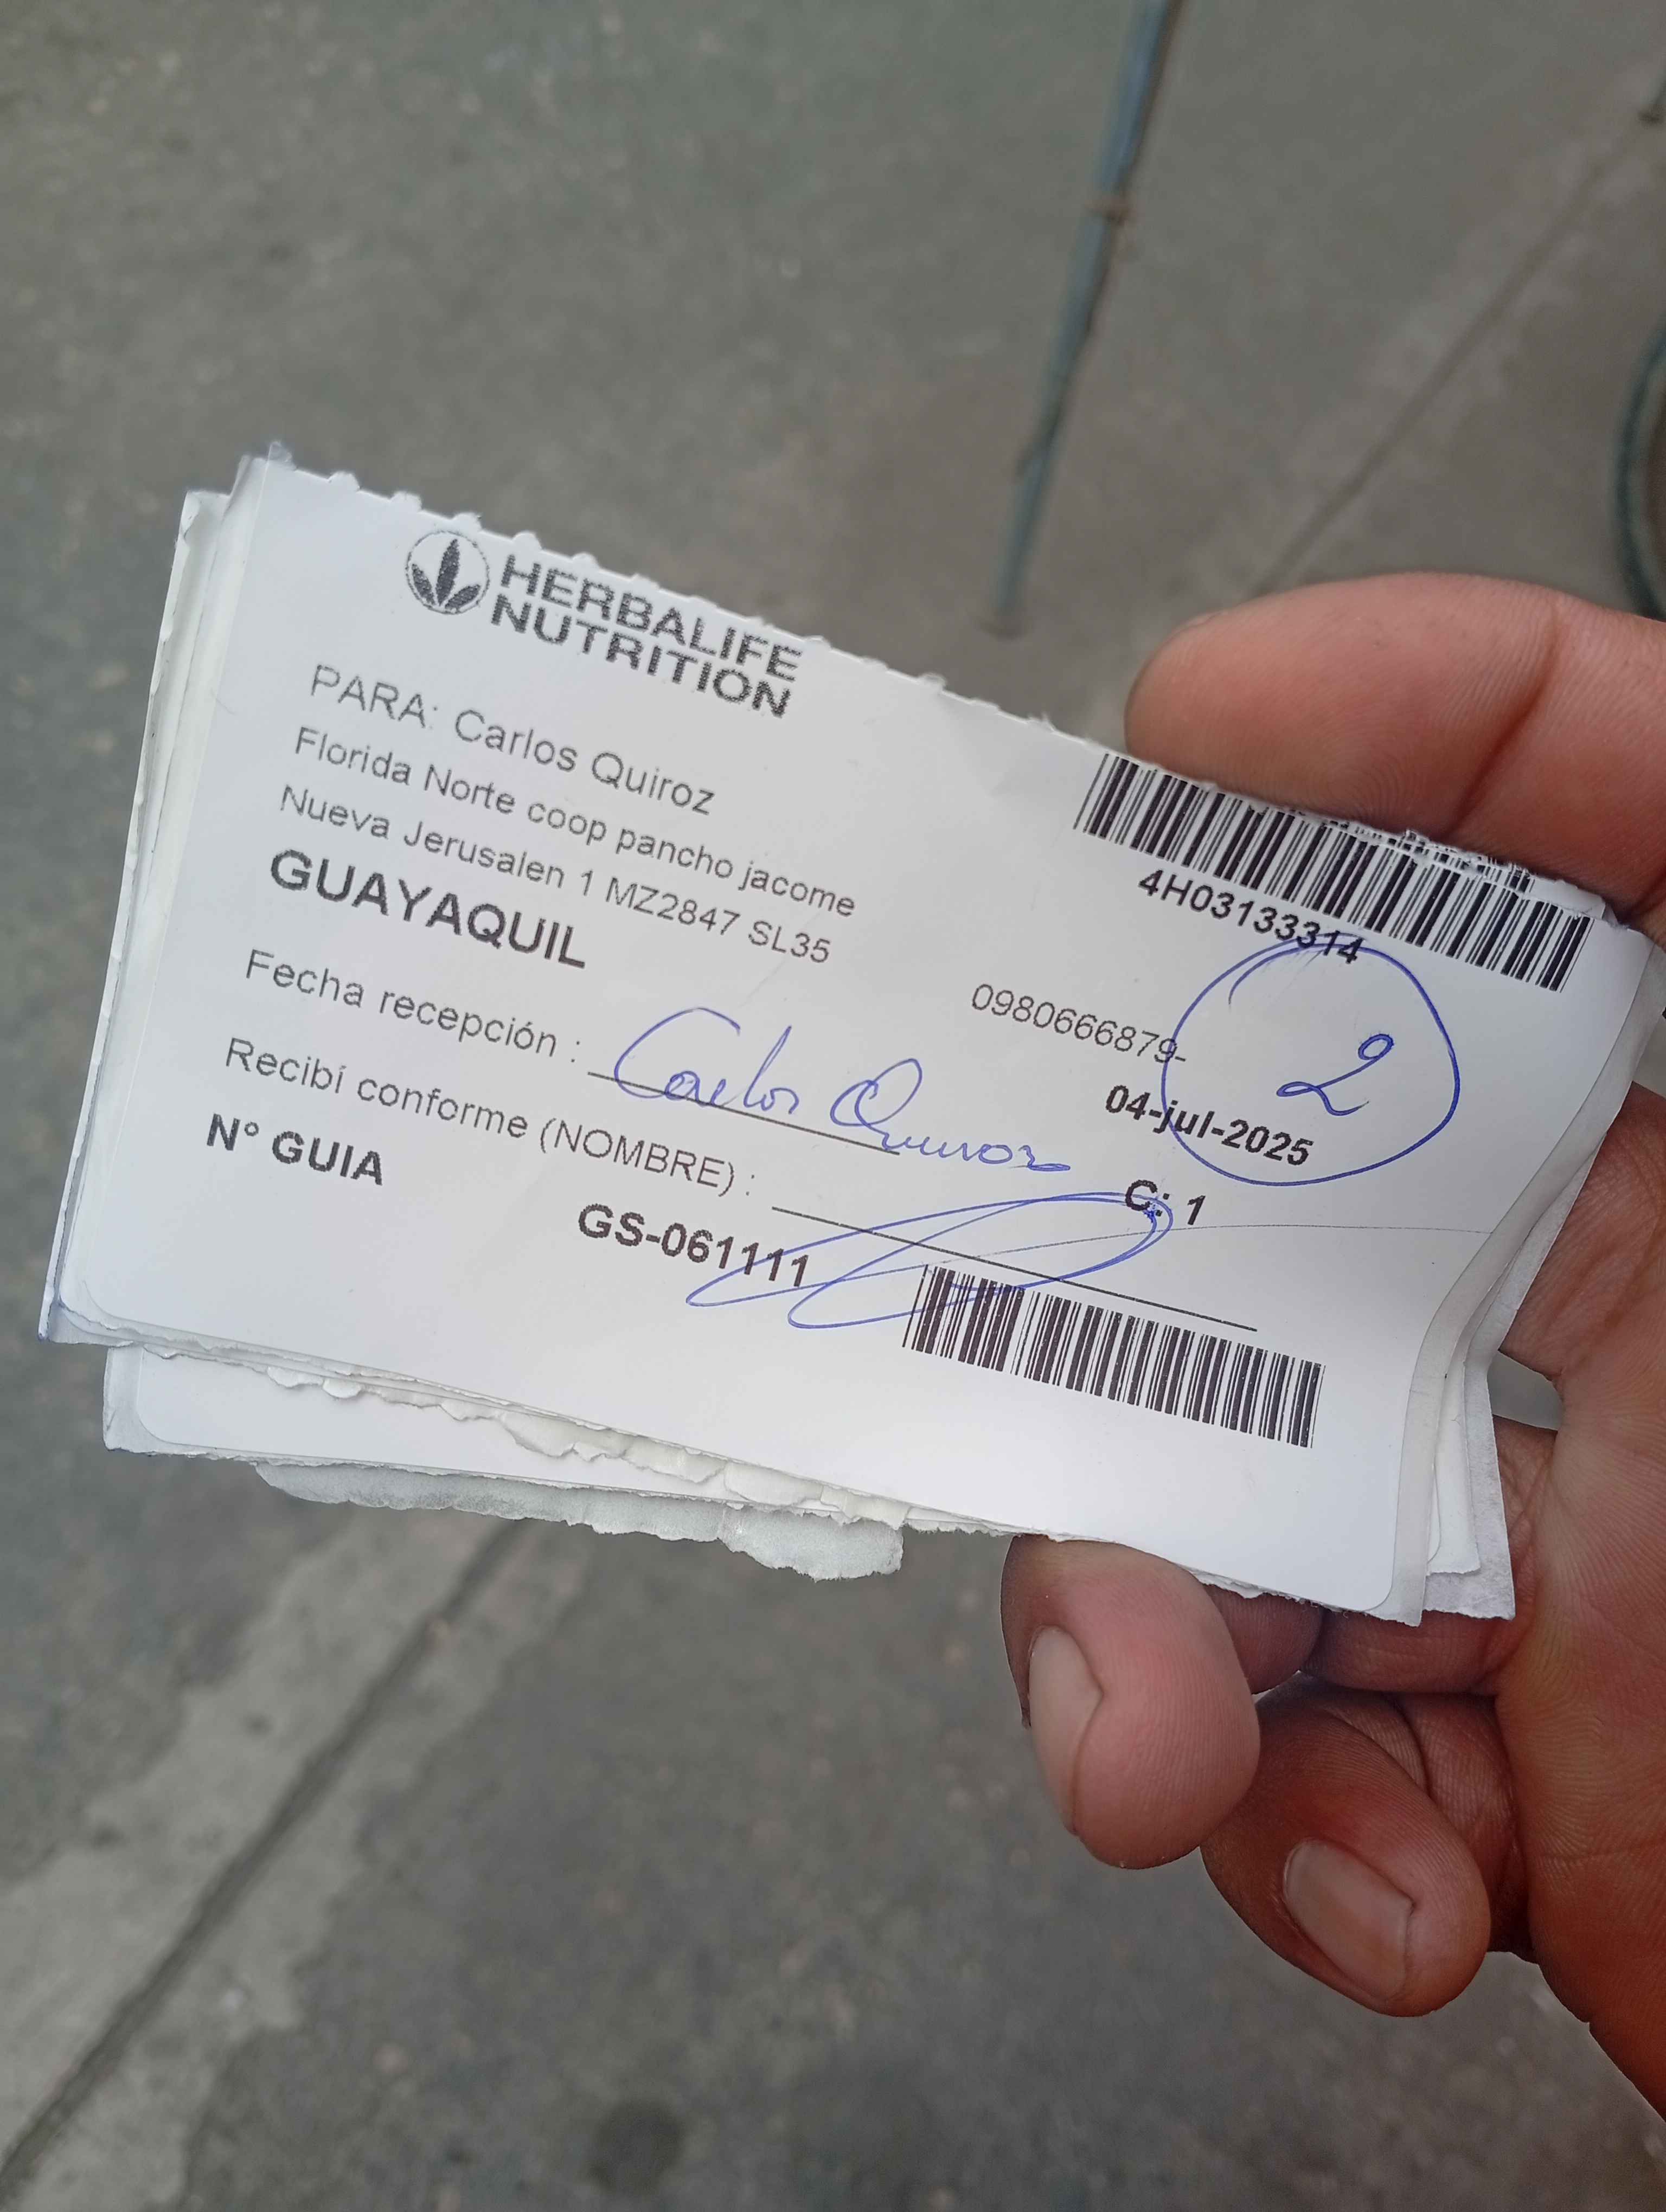 HERBALIFE
NUTRITION
PARA: Carlos Quiroz
Florida Norte coop pancho jacome
Nueva Jerusalen 1 MZ2847 SL35
GUAYAQUIL
4H03133314
0980666879-
2
04-jul-2025
Fecha recepción : Carlos Quiroz
C: 1
Recibí conforme (NOMBRE) :
N° GUIA
GS-061111